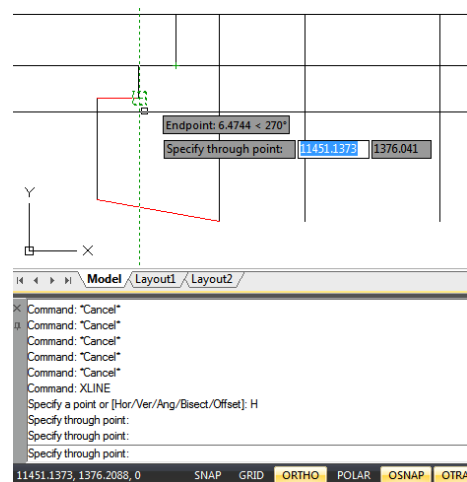 Endpoint: 6.4744 < 270°
Specify through point: 11451.1373 1376.041
Y
X
Model Layout1 Layout2
Command: *Cancel*
Command: *Cancel*
Command: *Cancel*
Command: *Cancel*
Command: *Cancel*
Command: XLINE
Specify a point or [Hor/Ver/Ang/Bisect/Offset]: H
Specify through point:
Specify through point:
Specify through point:
11451.1373, 1376.2088, 0 SNAP GRID ORTHO POLAR OSNAP OTRA